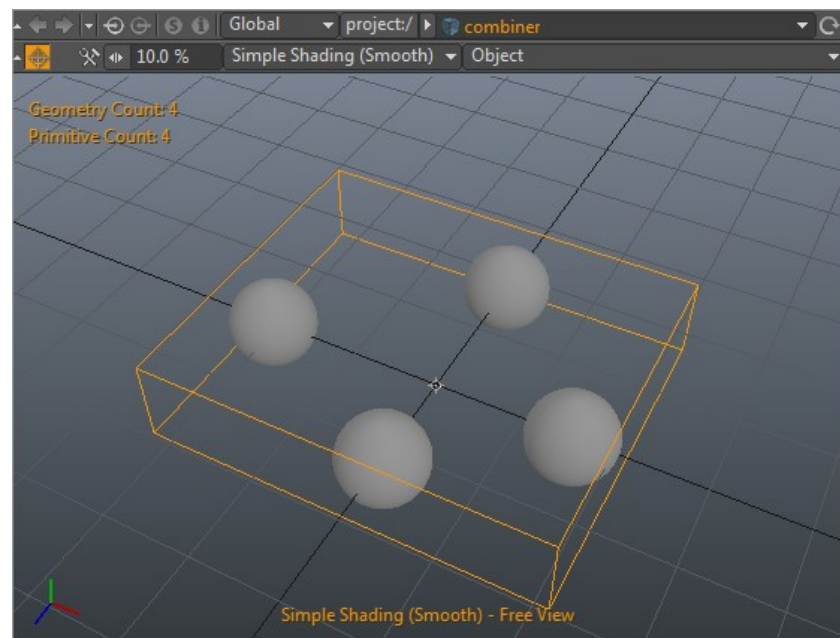 Global project:/ combiner
10.0 % Simple Shading (Smooth) Object
Geometry Count: 4
Primitive Count: 4
Simple Shading (Smooth) - Free View